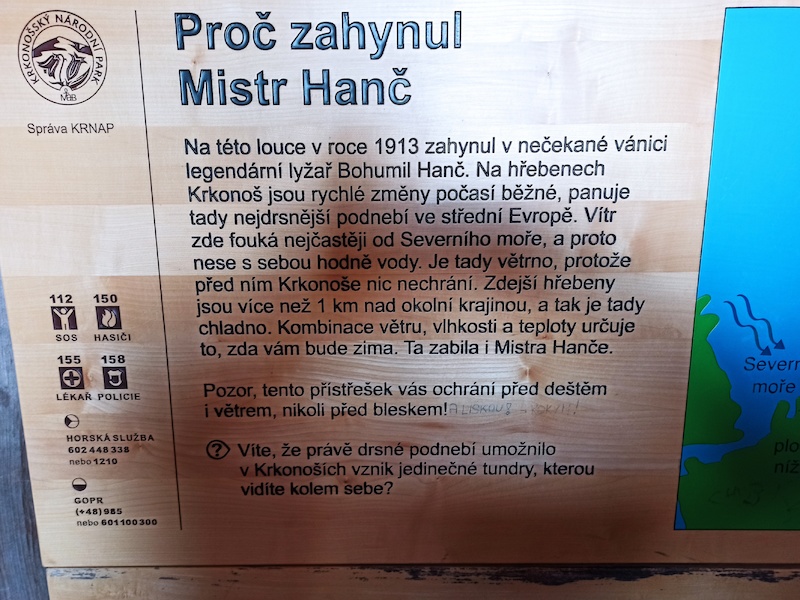 KRKONOŠSKÝ NÁRODNÍ PARK
MaB
Správa KRNAP
112 150
SOS HASIČI
155 158
LÉKAŘ POLICIE
HORSKÁ SLUŽBA
602 448 338
nebo 1210
GOPR
(+48) 985
nebo 601 100 300
Proč zahynul
Mistr Hanč
Na této louce v roce 1913 zahynul v nečekané vánici
legendární lyžař Bohumil Hanč. Na hřebenech
Krkonoš jsou rychlé změny počasí běžné, panuje
tady nejdrsnější podnebí ve střední Evropě. Vítr
zde fouká nejčastěji od Severního moře, a proto
nese s sebou hodně vody. Je tady větrno, protože
před ním Krkonoše nic nechrání. Zdejší hřebeny
jsou více než 1 km nad okolní krajinou, a tak je tady
chladno. Kombinace větru, vlhkosti a teploty určuje
to, zda vám bude zima. Ta zabila i Mistra Hanče.
Pozor, tento přístřešek vás ochrání před deštěm
i větrem, nikoli před bleskem!
Víte, že právě drsné podnebí umožnilo
v Krkonoších vznik jedinečné tundry, kterou
vidíte kolem sebe?
Severn
moře
plo
níž